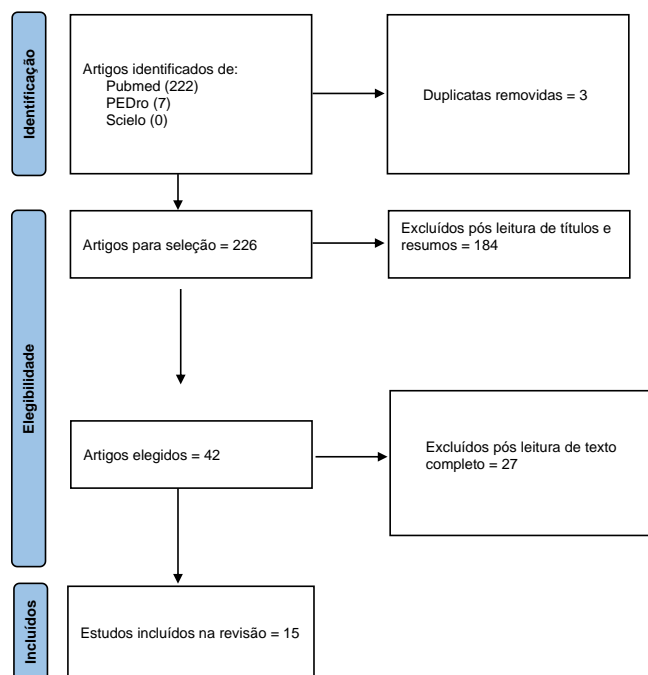 Identificação
Artigos identificados de:
Pubmed (222)
PEDro (7)
Scielo (0)
Duplicatas removidas = 3
Elegibilidade
Artigos para seleção = 226
Excluídos pós leitura de títulos e
resumos = 184
Artigos elegidos = 42
Excluídos pós leitura de texto
completo = 27
Incluídos
Estudos incluídos na revisão = 15